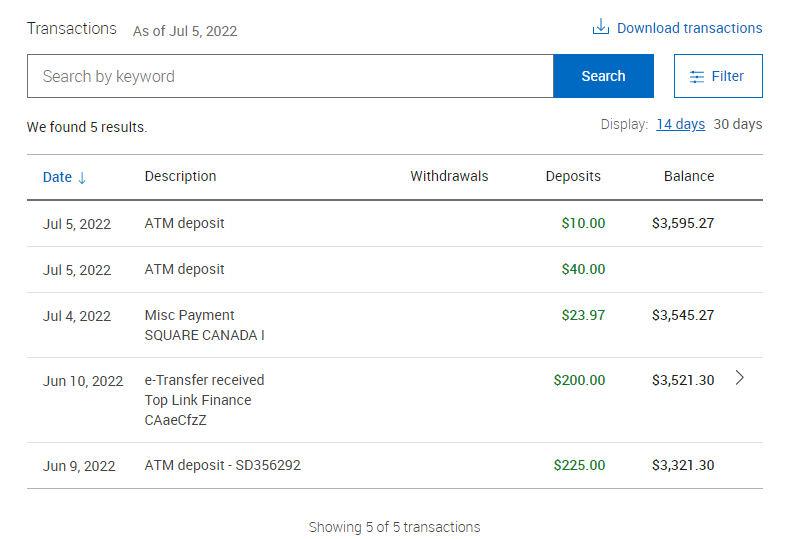 Transactions As of Jul 5, 2022 Download transactions
Search by keyword Search Filter
We found 5 results. Display: 14 days 30 days
Date ↓ Description Withdrawals Deposits Balance
Jul 5, 2022 ATM deposit $10.00 $3,595.27
Jul 5, 2022 ATM deposit $40.00
Jul 4, 2022 Misc Payment $23.97 $3,545.27
SQUARE CANADA I
Jun 10, 2022 e-Transfer received $200.00 $3,521.30
Top Link Finance
CAaeCfzZ
Jun 9, 2022 ATM deposit - SD356292 $225.00 $3,321.30
Showing 5 of 5 transactions